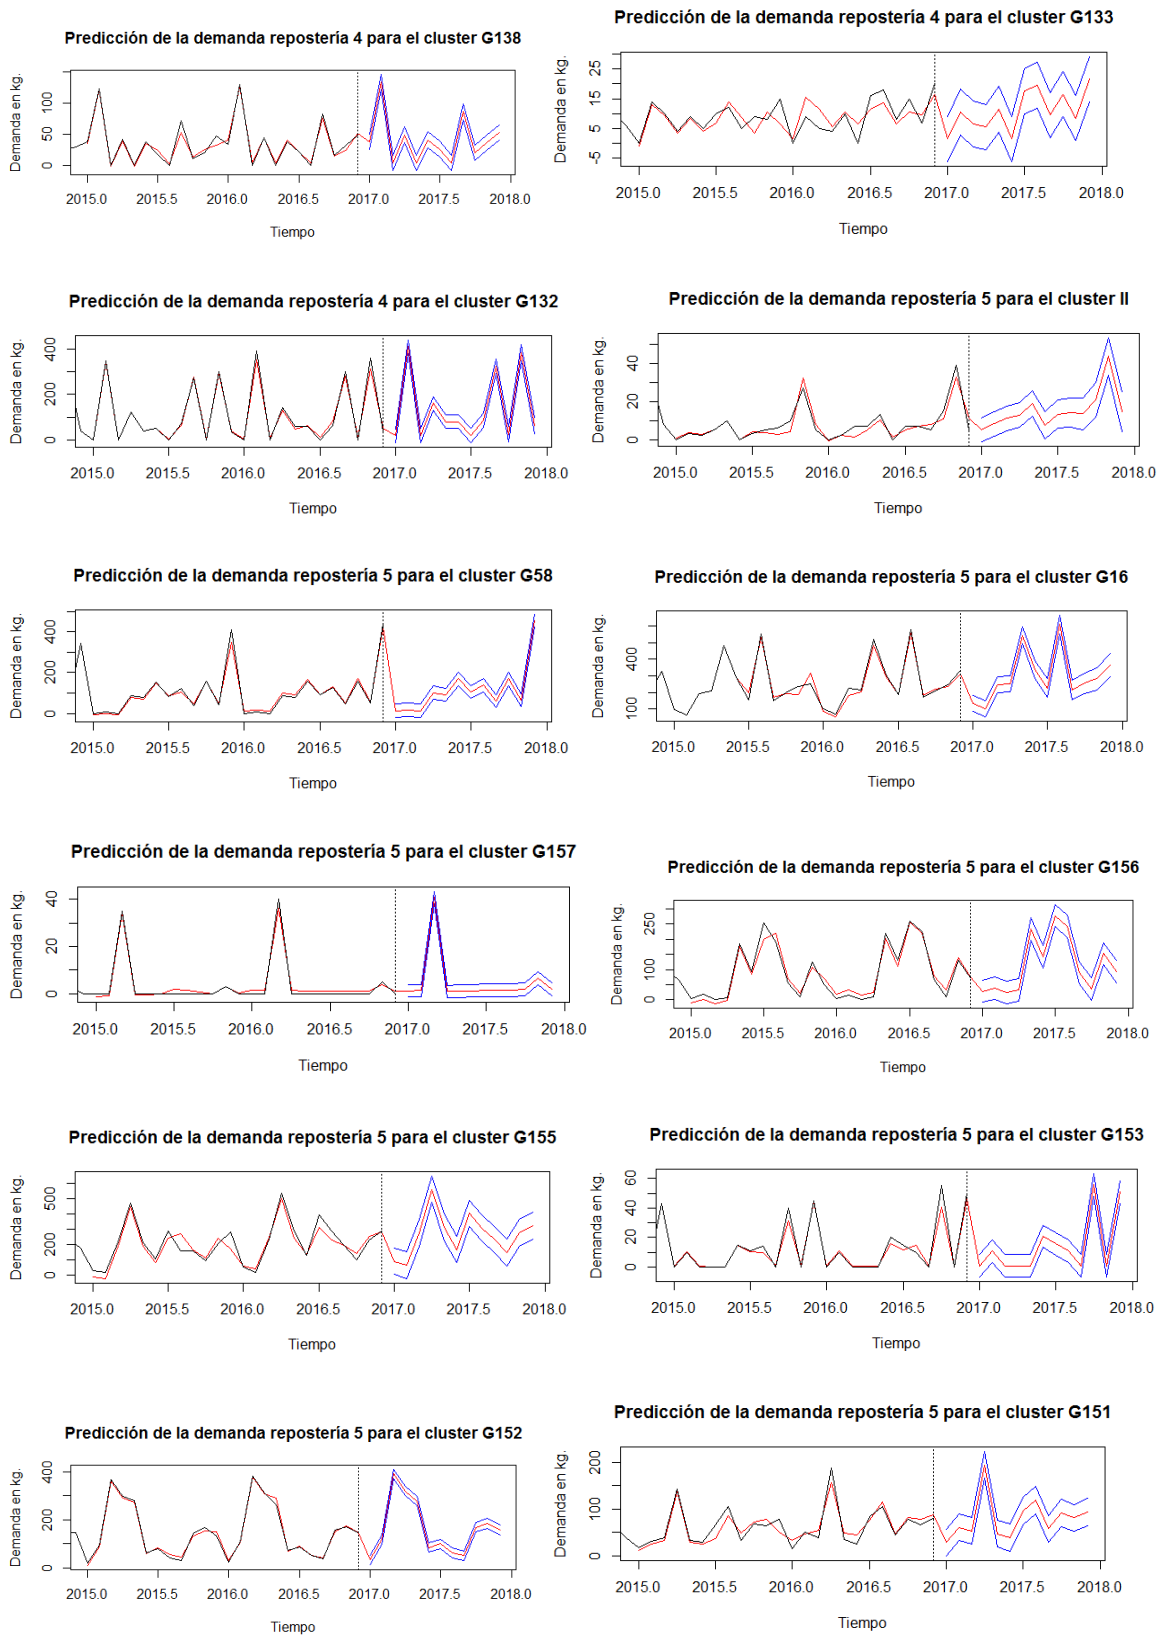 Predicción de la demanda repostería 4 para el cluster G138
Demanda en kg.
100
50
0
2015.0 2015.5 2016.0 2016.5 2017.0 2017.5 2018.0
Tiempo
Predicción de la demanda repostería 4 para el cluster G133
Demanda en kg.
25
15
5
-5
2015.0 2015.5 2016.0 2016.5 2017.0 2017.5 2018.0
Tiempo
Predicción de la demanda repostería 4 para el cluster G132
Demanda en kg.
400
200
0
2015.0 2015.5 2016.0 2016.5 2017.0 2017.5 2018.0
Tiempo
Predicción de la demanda repostería 5 para el cluster II
Demanda en kg.
40
20
0
2015.0 2015.5 2016.0 2016.5 2017.0 2017.5 2018.0
Tiempo
Predicción de la demanda repostería 5 para el cluster G58
Demanda en kg.
400
200
0
2015.0 2015.5 2016.0 2016.5 2017.0 2017.5 2018.0
Tiempo
Predicción de la demanda repostería 5 para el cluster G16
Demanda en kg.
400
100
2015.0 2015.5 2016.0 2016.5 2017.0 2017.5 2018.0
Tiempo
Predicción de la demanda repostería 5 para el cluster G157
Demanda en kg.
40
20
0
2015.0 2015.5 2016.0 2016.5 2017.0 2017.5 2018.0
Tiempo
Predicción de la demanda repostería 5 para el cluster G156
Demanda en kg.
250
100
0
2015.0 2015.5 2016.0 2016.5 2017.0 2017.5 2018.0
Tiempo
Predicción de la demanda repostería 5 para el cluster G155
Demanda en kg.
500
200
0
2015.0 2015.5 2016.0 2016.5 2017.0 2017.5 2018.0
Tiempo
Predicción de la demanda repostería 5 para el cluster G153
Demanda en kg.
60
40
20
0
2015.0 2015.5 2016.0 2016.5 2017.0 2017.5 2018.0
Tiempo
Predicción de la demanda repostería 5 para el cluster G152
Demanda en kg.
400
200
0
2015.0 2015.5 2016.0 2016.5 2017.0 2017.5 2018.0
Tiempo
Predicción de la demanda repostería 5 para el cluster G151
Demanda en kg.
200
100
0
2015.0 2015.5 2016.0 2016.5 2017.0 2017.5 2018.0
Tiempo